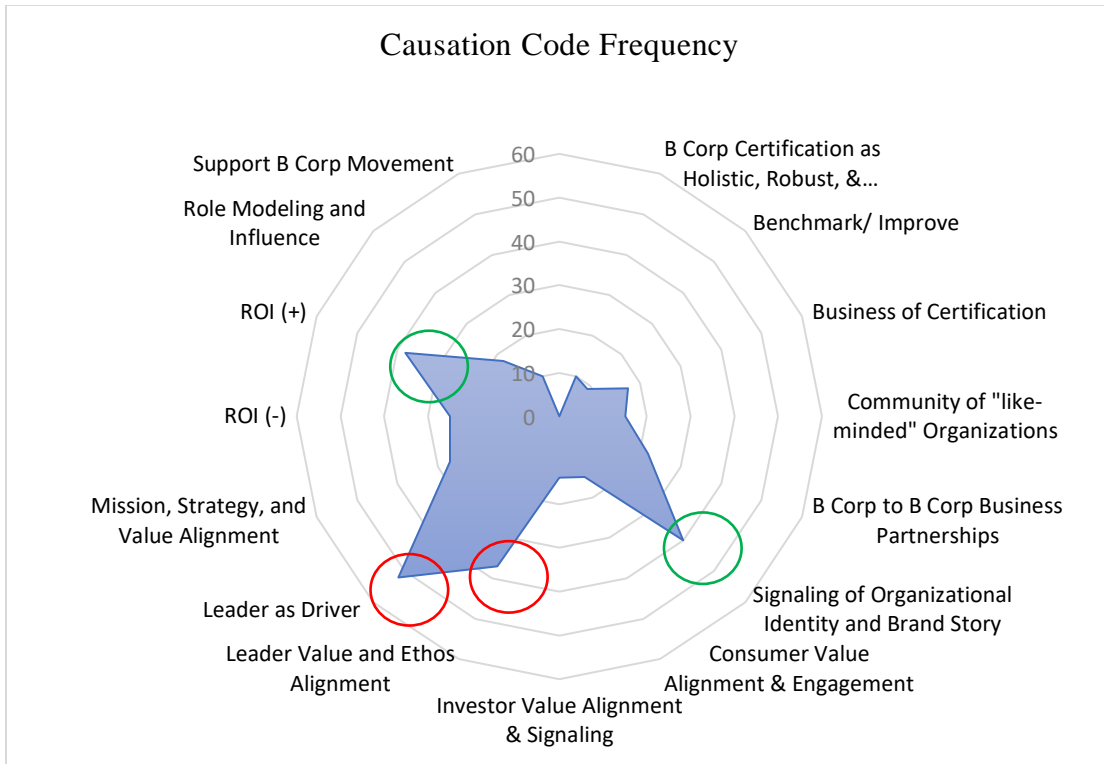 Causation Code Frequency
60
50
40
30
20
10
0
B Corp Certification as
Holistic, Robust, &...
Benchmark/ Improve
Business of Certification
Community of "like-
minded" Organizations
B Corp to B Corp Business
Partnerships
Signaling of Organizational
Identity and Brand Story
Consumer Value
Alignment & Engagement
Investor Value Alignment
& Signaling
Leader Value and Ethos
Alignment
Leader as Driver
Mission, Strategy, and
Value Alignment
ROI (-)
ROI (+)
Role Modeling and
Influence
Support B Corp Movement